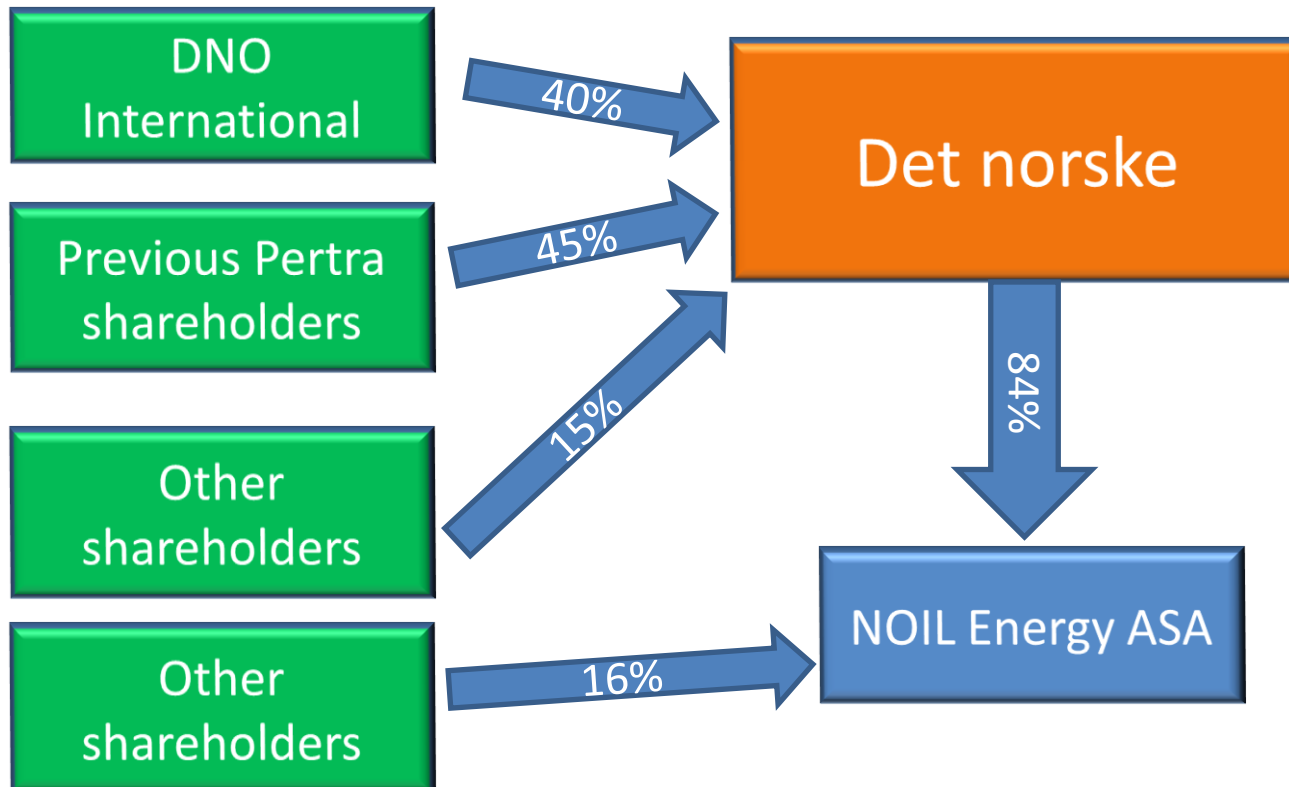 DNO
International
40%
Det norske
Previous Pertra
shareholders
45%
15%
84%
Other
shareholders
NOIL Energy ASA
Other
shareholders
16%